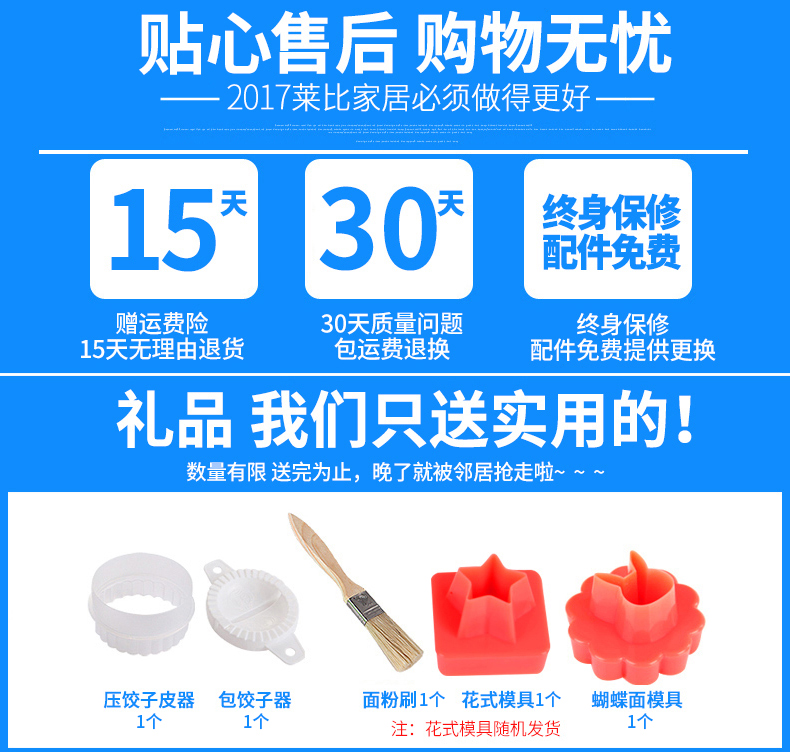 贴心售后 购物无忧
2017莱比家居必须做得更好
15天
30天
终身保修
配件免费
赠运费险
15天无理由退货
30天质量问题
包运费退换
终身保修
配件免费提供更换
礼品 我们只送实用的！
数量有限 送完为止，晚了就被邻居抢走啦~ ~ ~
压饺子皮器
1个
包饺子器
1个
面粉刷1个
花式模具1个
蝴蝶面模具
1个
注：花式模具随机发货